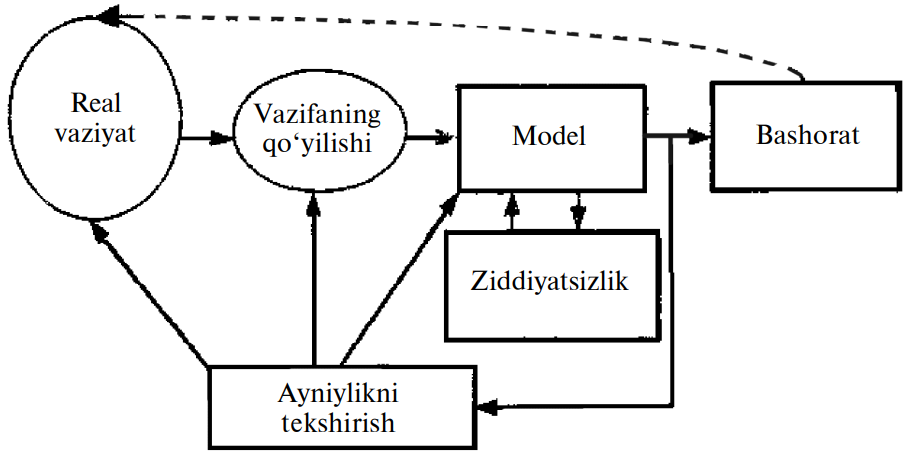 Real
vaziyat
Vazifaning
qo‘yilishi
Model
Bashorat
Ziddiyatsizlik
Ayniylikni
tekshirish